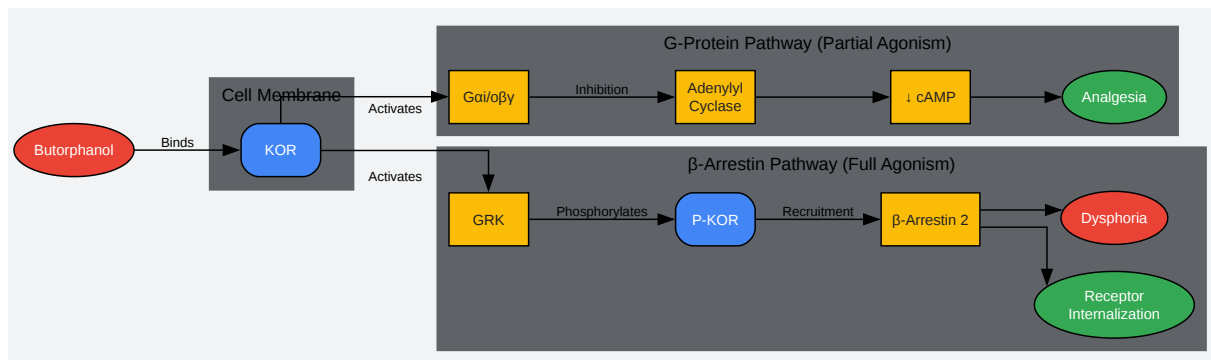 G-Protein Pathway (Partial Agonism)
Cell Membrane
Activates
Gαi/oβγ
Inhibition
Adenylyl
Cyclase
↓ cAMP
Analgesia
Butorphanol
Binds
KOR
Activates
β-Arrestin Pathway (Full Agonism)
GRK
Phosphorylates
P-KOR
Recruitment
β-Arrestin 2
Dysphoria
Receptor
Internalization